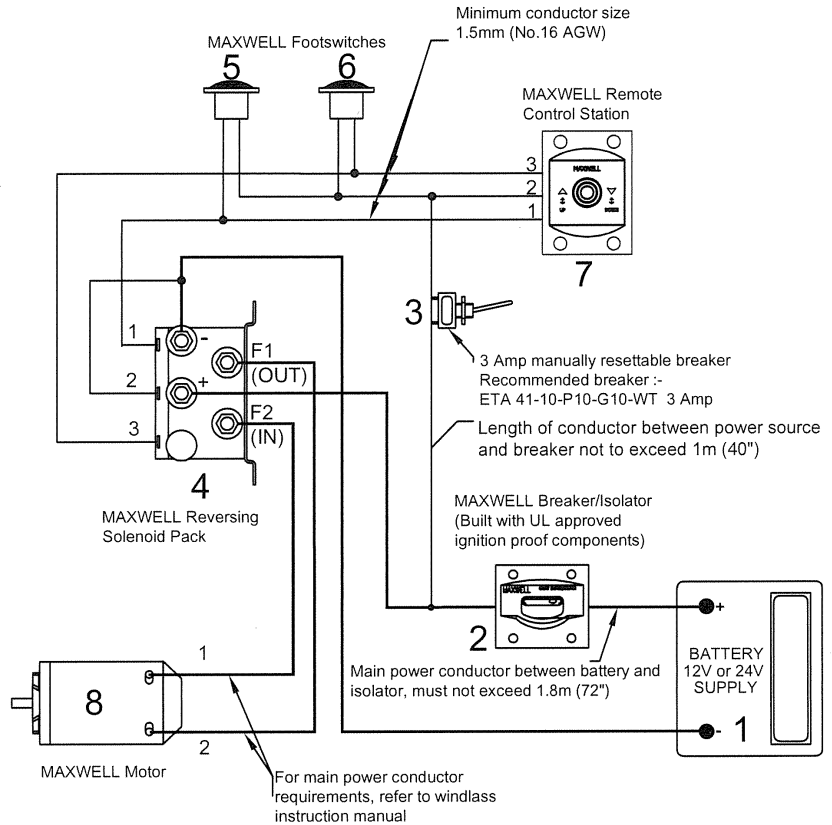 Minimum conductor size
1.5mm (No.16 AGW)
MAXWELL Footswitches
5
6
MAXWELL Remote
Control Station
3
2
1
MAXWELL
UP
7
3
3 Amp manually resettable breaker
Recommended breaker :-
ETA 41-10-P10-G10-WT 3 Amp
Length of conductor between power source
and breaker not to exceed 1m (40")
1
2
3
-
+
F1
(OUT)
F2
(IN)
4
MAXWELL Reversing
Solenoid Pack
MAXWELL Breaker/Isolator
(Built with UL approved
ignition proof components)
MAXWELL
2
Main power conductor between battery and
isolator, must not exceed 1.8m (72")
+
BATTERY
12V or 24V
SUPPLY
- 1
8
1
2
MAXWELL Motor
For main power conductor
requirements, refer to windlass
instruction manual